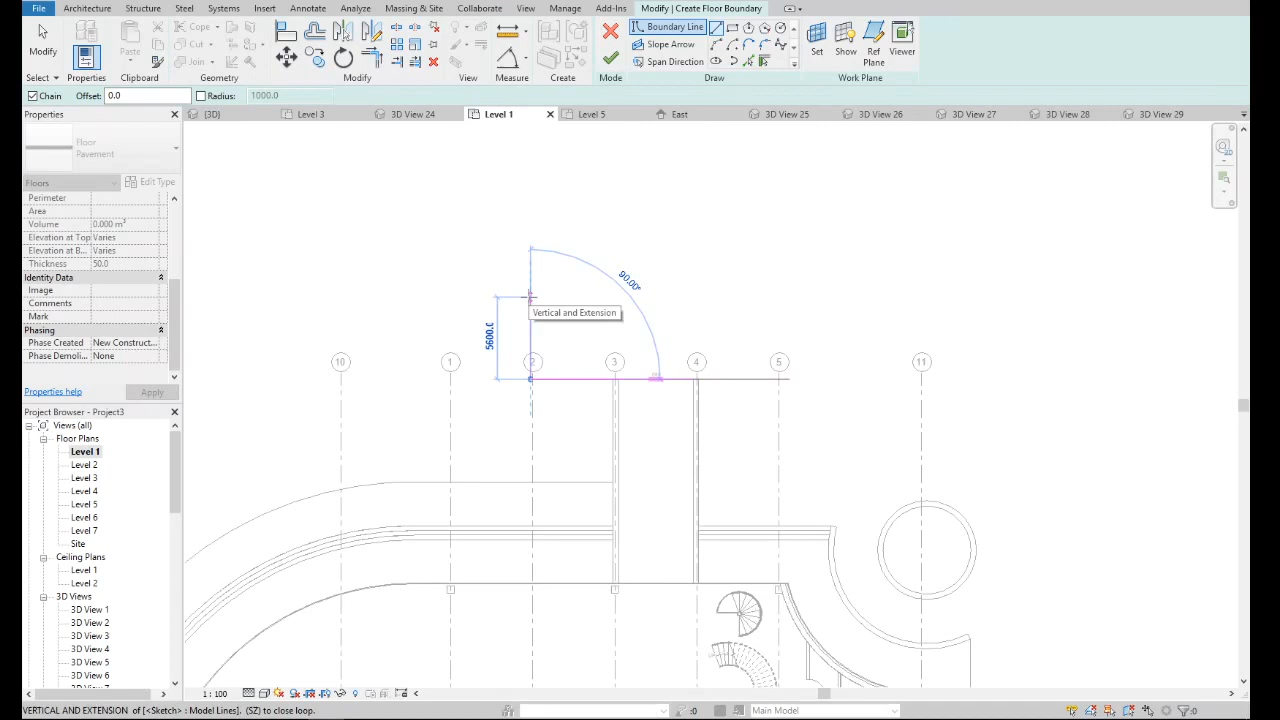 File Architecture Structure Steel Systems Insert Annotate Analyze Massing & Site Collaborate View Manage Add-Ins Modify | Create Floor Boundary
Modify
Paste
Cope
Cut
Join
Boundary Line
Slope Arrow
Span Direction
Set
Show
Ref Plane
Viewer
Select Properties Clipboard Geometry Modify View Measure Create Mode Draw Work Plane
Chain Offset: 0.0 Radius: 1000.0
Properties
{3D} Level 3 3D View 24 Level 1 Level 5 East 3D View 25 3D View 26 3D View 27 3D View 28 3D View 29
Floor
Pavement
Floors Edit Type
Perimeter
Area
Volume 0.000 m³
Elevation at Top Varies
Elevation at B... Varies
Thickness 50.0
Identity Data
Image
Comments
Mark
Phasing
Phase Created New Construct...
Phase Demoli... None
Properties help Apply
Project Browser - Project3
Views (all)
Floor Plans
Level 1
Level 2
Level 3
Level 4
Level 5
Level 6
Level 7
Site
Ceiling Plans
Level 1
Level 2
3D Views
3D View 1
3D View 2
3D View 3
3D View 4
3D View 5
3D View 6
90.00°
Vertical and Extension
5600.0
10 1 2 3 4 5 11
1 : 100
VERTICAL AND EXTENSION of [<Sketch> : Model Lines]. (SZ) to close loop.
:0 Main Model :0